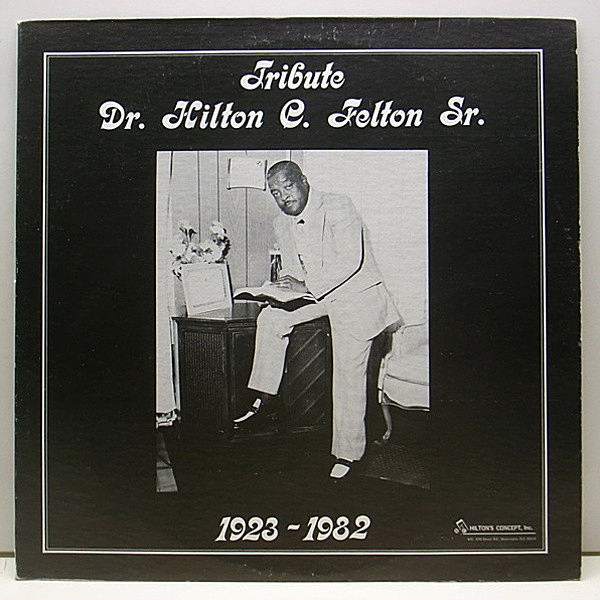 Tribute
Dr. Hilton C. Felton Sr.
1923 - 1982
HILTON'S CONCEPT, Inc.